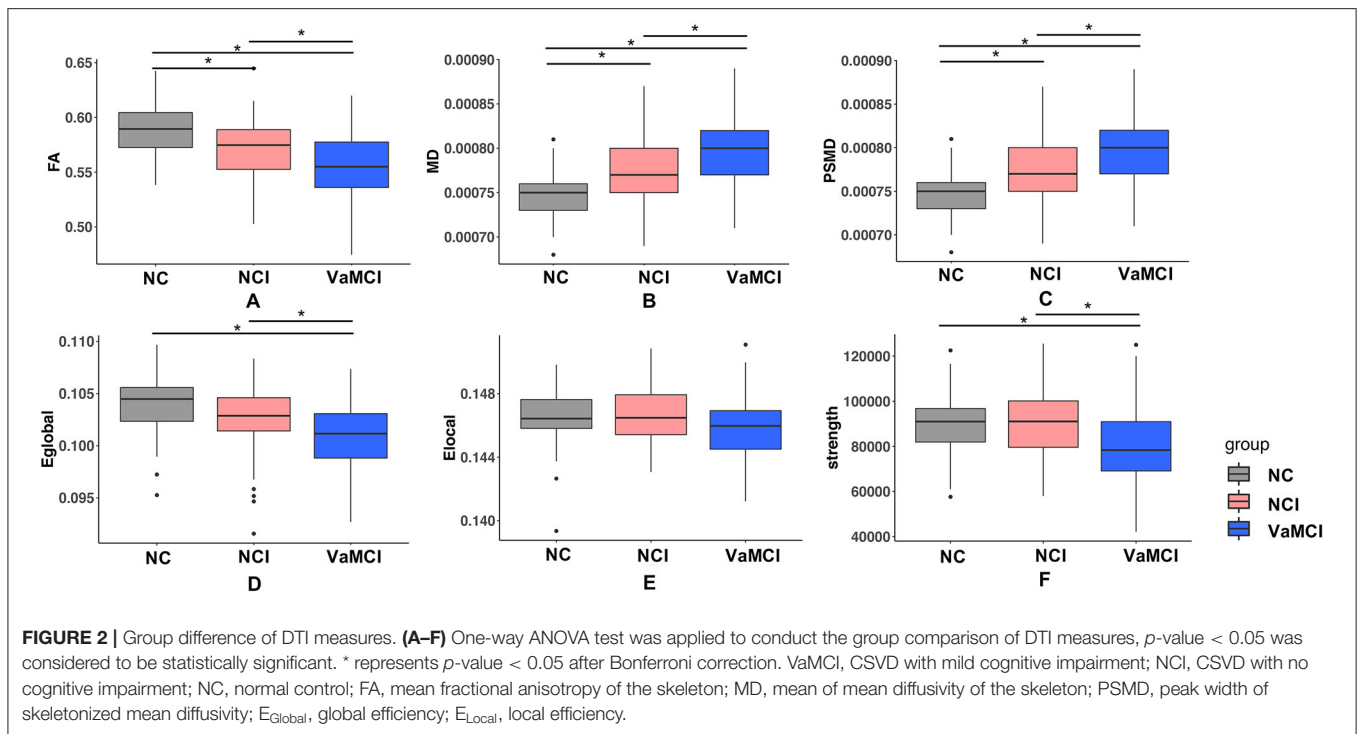 * * *
0.65
0.60
0.55
0.50
FA
NC NCI VaMCI
A
* * *
0.00090
0.00085
0.00080
0.00075
0.00070
MD
NC NCI VaMCI
B
* * *
0.00090
0.00085
0.00080
0.00075
0.00070
PSMD
NC NCI VaMCI
C
* *
0.110
0.105
0.100
0.095
Eglobal
NC NCI VaMCI
D
0.148
0.144
0.140
Elocal
NC NCI VaMCI
E
* *
120000
100000
80000
60000
40000
strength
NC NCI VaMCI
F
group
NC
NCI
VaMCI
FIGURE 2 | Group difference of DTI measures. (A–F) One-way ANOVA test was applied to conduct the group comparison of DTI measures, p-value < 0.05 was
considered to be statistically significant. * represents p-value < 0.05 after Bonferroni correction. VaMCI, CSVD with mild cognitive impairment; NCI, CSVD with no
cognitive impairment; NC, normal control; FA, mean fractional anisotropy of the skeleton; MD, mean of mean diffusivity of the skeleton; PSMD, peak width of
skeletonized mean diffusivity; EGlobal, global efficiency; ELocal, local efficiency.